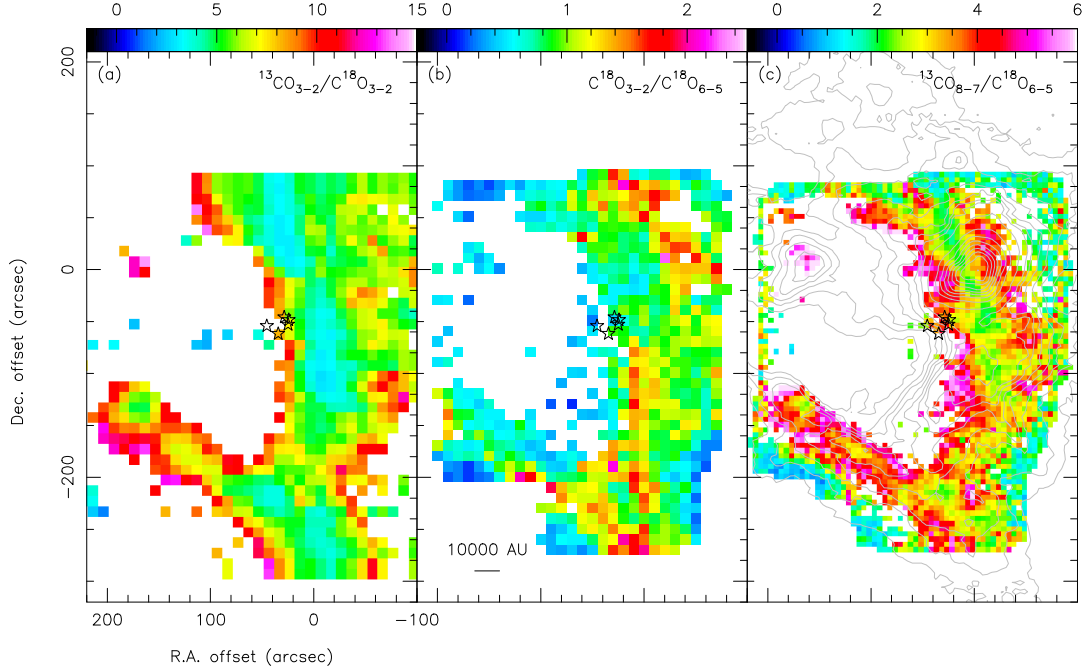 0 5 10 15 0 1 2 0 2 4 6
(a) ¹³CO₃₋₂/C¹⁸O₃₋₂
(b) C¹⁸O₃₋₂/C¹⁸O₆₋₅
(c) ¹³CO₈₋₇/C¹⁸O₆₋₅
200
0
−200
Dec. offset (arcsec)
10000 AU
200 100 0 −100
R.A. offset (arcsec)